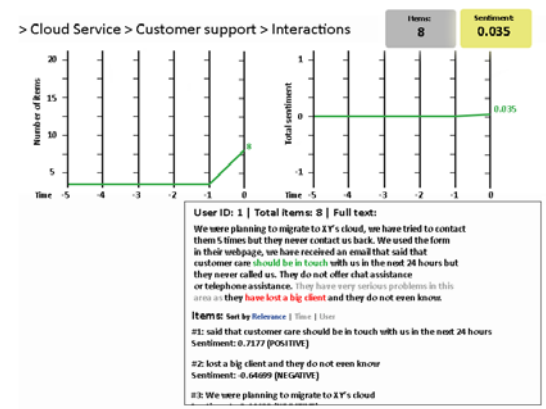 > Cloud Service > Customer support > Interactions
Items:
8
Sentiment:
0.035
Number of items
20
15
10
5
8
Time -5 -4 -3 -2 -1 0
Total sentiment
1
0
-1
0.035
Time -5 -4 -3 -2 -1 0
User ID: 1 | Total items: 8 | Full text:
We were planning to migrate to XY's cloud, we have tried to contact
them 5 times but they never contact us back. We used the form
in their webpage, we have received an email that said that
customer care should be in touch with us in the next 24 hours but
they never called us. They do not offer chat assistance
or telephone assistance. They have very serious problems in this
area as they have lost a big client and they do not even know.
Items: Sort by Relevance | Time | User
#1: said that customer care should be in touch with us in the next 24 hours
Sentiment: 0.7177 (POSITIVE)
#2: lost a big client and they do not even know
Sentiment: -0.64699 (NEGATIVE)
#3: We were planning to migrate to XY's cloud